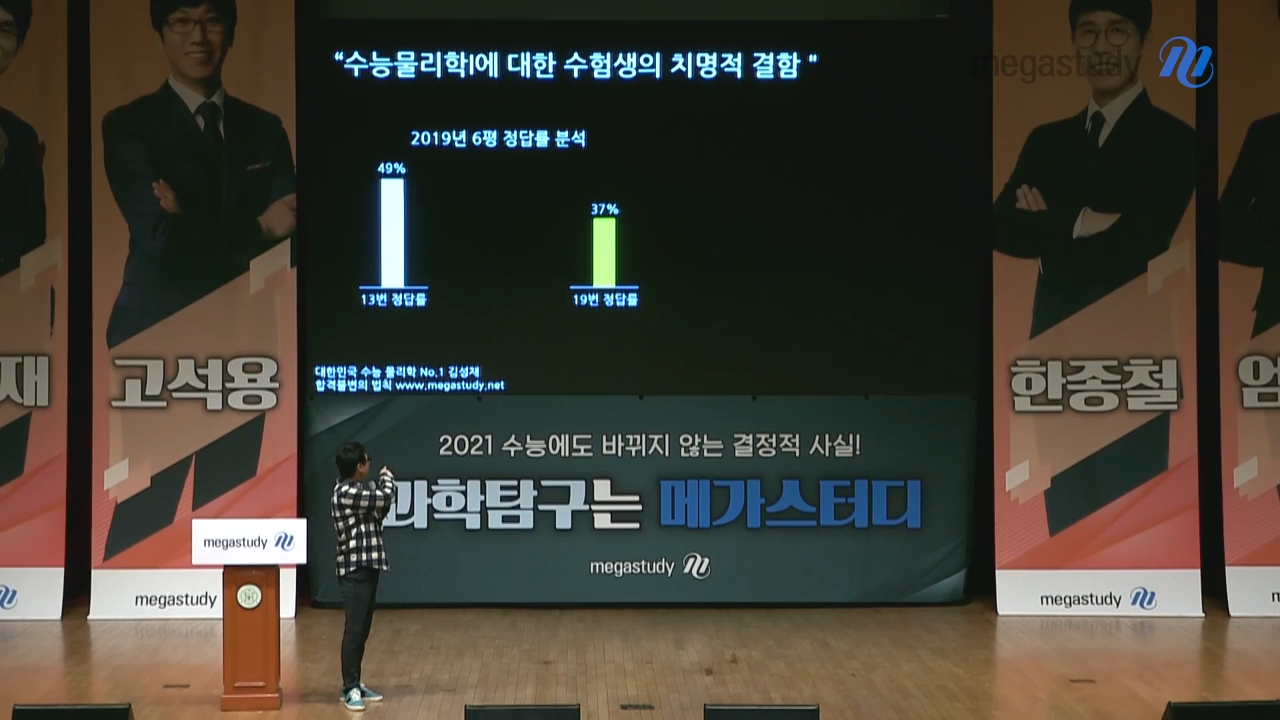 “수능물리학I에 대한 수험생의 치명적 결함 “
megastudy
2019년 6평 정답률 분석
49%
37%
13번 정답률
19번 정답률
대한민국 수능 물리학 No.1 김성재
합격불변의 법칙 www.megastudy.net
재
고석용
한종철
엄
2021 수능에도 바뀌지 않는 결정적 사실!
과학탐구는 메가스터디
megastudy
megastudy
megastudy
megastudy
m